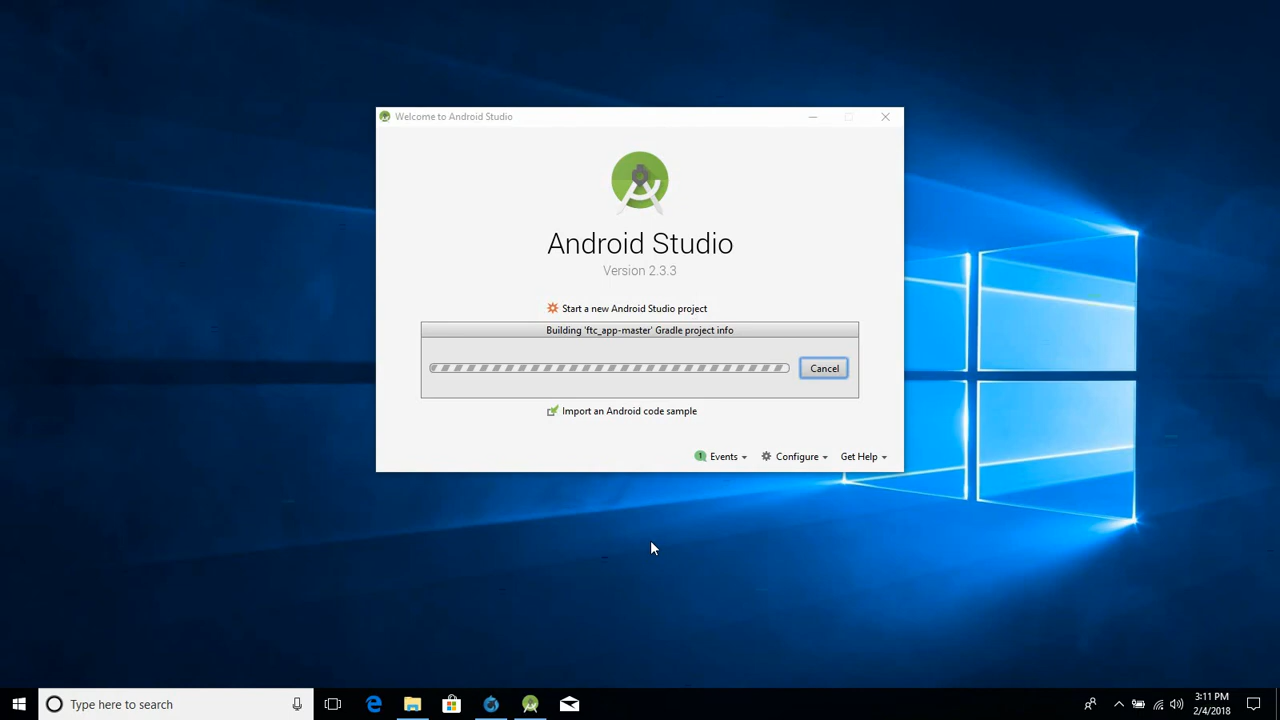 Welcome to Android Studio
Android Studio
Version 2.3.3
Start a new Android Studio project
Building 'ftc_app-master' Gradle project info
Cancel
Import an Android code sample
1 Events Configure Get Help
Type here to search
3:11 PM
2/4/2018